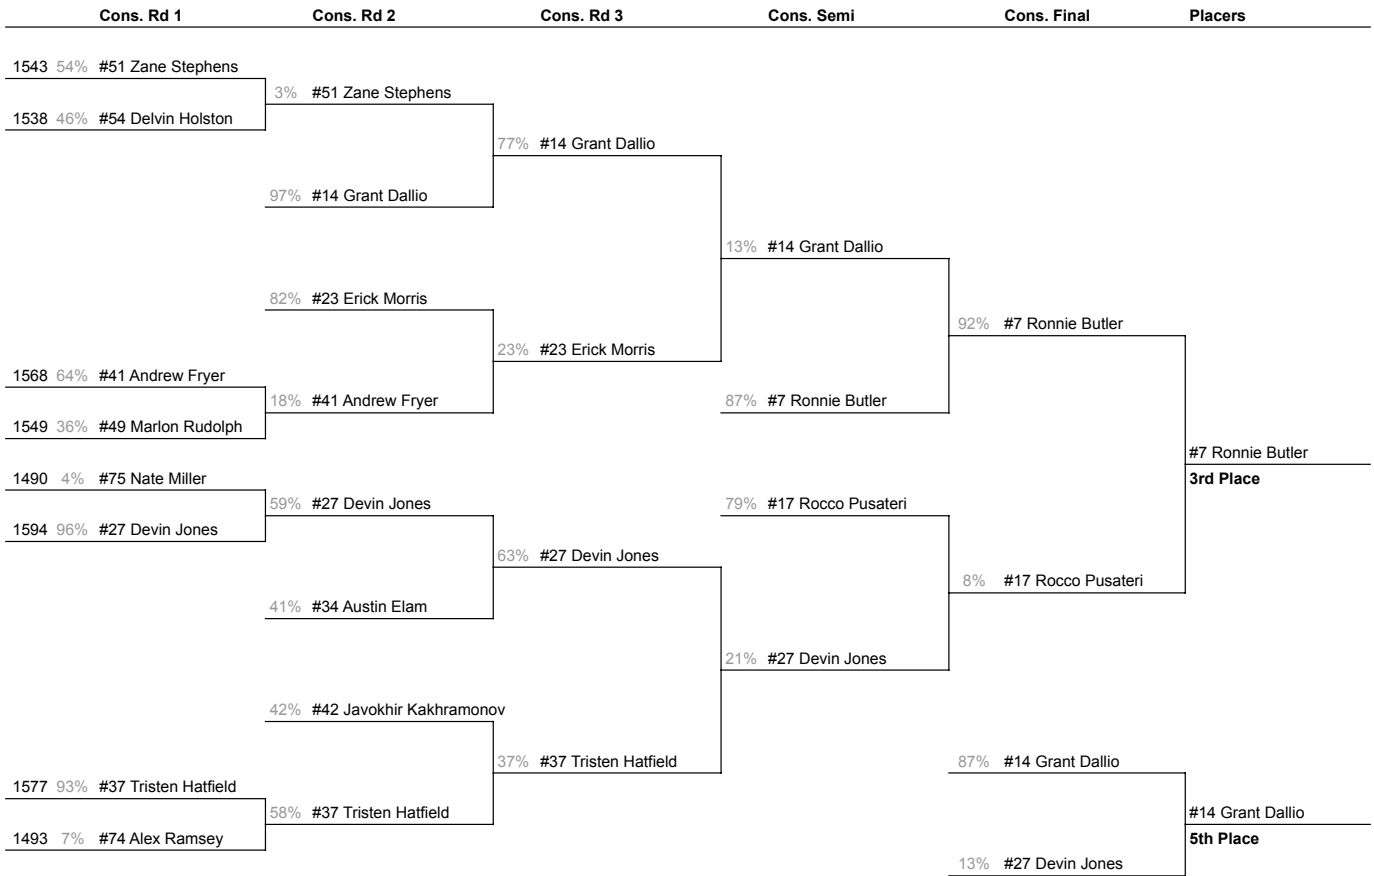 Cons. Rd 1 Cons. Rd 2 Cons. Rd 3 Cons. Semi Cons. Final Placers
1543 54% #51 Zane Stephens
3% #51 Zane Stephens
1538 46% #54 Delvin Holston
77% #14 Grant Dallio
97% #14 Grant Dallio
13% #14 Grant Dallio
82% #23 Erick Morris
92% #7 Ronnie Butler
23% #23 Erick Morris
1568 64% #41 Andrew Fryer
18% #41 Andrew Fryer
87% #7 Ronnie Butler
1549 36% #49 Marlon Rudolph
#7 Ronnie Butler
1490 4% #75 Nate Miller
3rd Place
59% #27 Devin Jones
79% #17 Rocco Pusateri
1594 96% #27 Devin Jones
63% #27 Devin Jones
8% #17 Rocco Pusateri
41% #34 Austin Elam
21% #27 Devin Jones
42% #42 Javokhir Kakhramonov
37% #37 Tristen Hatfield
87% #14 Grant Dallio
1577 93% #37 Tristen Hatfield
58% #37 Tristen Hatfield
#14 Grant Dallio
1493 7% #74 Alex Ramsey
5th Place
13% #27 Devin Jones